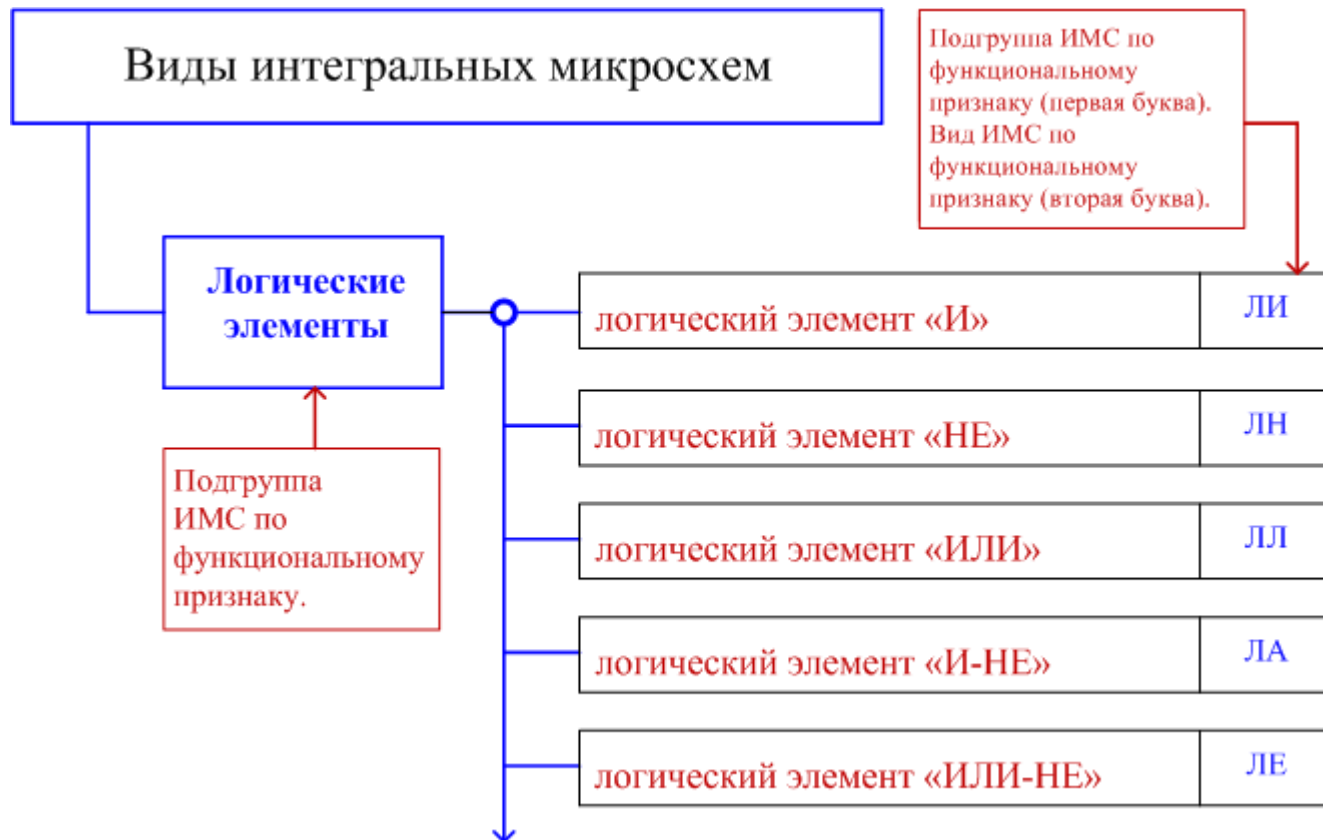 Виды интегральных микросхем
Подгруппа ИМС по
функциональному
признаку (первая буква).
Вид ИМС по
функциональному
признаку (вторая буква).
Логические
элементы
логический элемент «И»
ЛИ
логический элемент «НЕ»
ЛН
Подгруппа
ИМС по
функциональному
признаку.
логический элемент «ИЛИ»
ЛЛ
логический элемент «И-НЕ»
ЛА
логический элемент «ИЛИ-НЕ»
ЛЕ